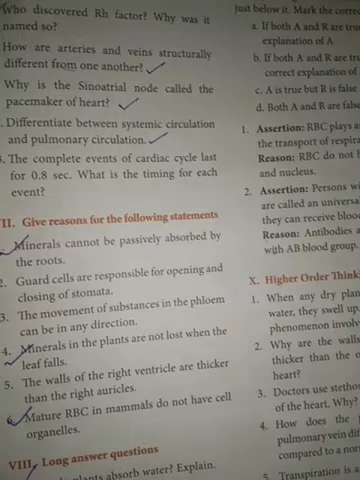 Who discovered Rh factor? Why was it
named so?
How are arteries and veins structurally
different from one another?
Why is the Sinoatrial node called the
pacemaker of heart?
Differentiate between systemic circulation
and pulmonary circulation.
The complete events of cardiac cycle last
for 0.8 sec. What is the timing for each
event?
VII. Give reasons for the following statements
Minerals cannot be passively absorbed by
the roots.
2. Guard cells are responsible for opening and
closing of stomata.
3. The movement of substances in the phloem
can be in any direction.
4. Minerals in the plants are not lost when the
leaf falls.
5. The walls of the right ventricle are thicker
than the right auricles.
6. Mature RBC in mammals do not have cell
organelles.
VIII. Long answer questions
plants absorb water? Explain.
just below it. Mark the correc
a. If both A and R are true
explanation of A
b. If both A and R are tru
correct explanation of
c. A is true but R is false
d. Both A and R are false
1. Assertion: RBC plays a
the transport of respira
Reason: RBC do not h
and nucleus.
2. Assertion: Persons w
are called an universa
they can receive blood
Reason: Antibodies a
with AB blood group.
X. Higher Order Think
1. When any dry plan
water, they swell up.
phenomenon involv
2. Why are the walls
thicker than the o
heart?
3. Doctors use stetho
of the heart. Why?
4. How does the p
pulmonary vein dif
compared to a nor
5. Transpiration is a